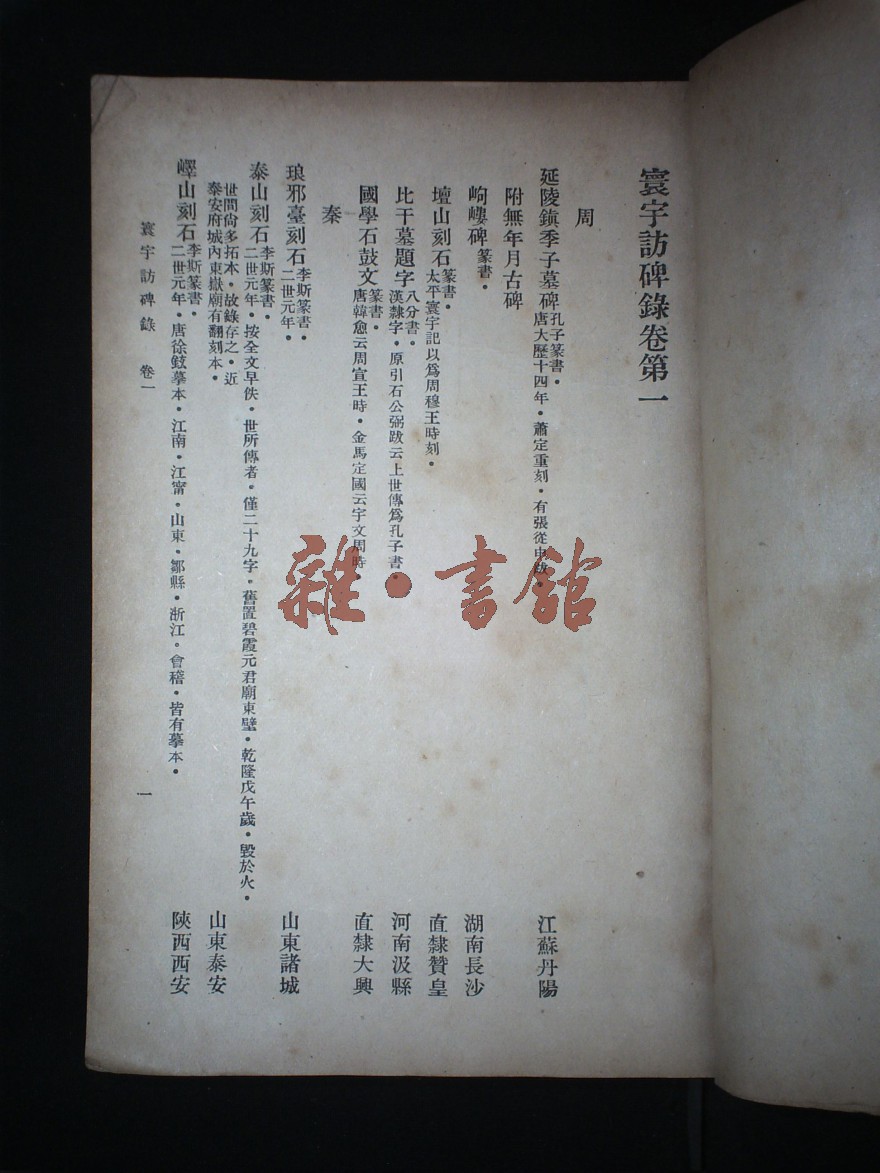 寰宇訪碑錄卷第一
周
延陵鎭季子墓碑 孔子篆書・唐大歷十四年・蕭定重刻・有張從申 江蘇丹陽
附無年月古碑
岣嶁碑 篆書・ 湖南長沙
壇山刻石 篆書・太平寰宇記以爲周穆王時刻・ 直隸贊皇
比干墓題字 八分書・漢隸字・原引石公弼跋云上世傳爲孔子書・ 河南汲縣
國學石鼓文 篆書・唐韓愈云周宣王時・金馬定國云宇文周時・ 直隸大興
秦
琅邪臺刻石 李斯篆書・二世元年・ 山東諸城
泰山刻石 李斯篆書・二世元年・按全文早佚・世所傳者・僅二十九字・舊置碧霞元君廟東壁・乾隆戊午歲・毀於火・
世間尙多拓本・故錄存之・近泰安府城內東嶽廟有翻刻本・ 山東泰安
嶧山刻石 李斯篆書・二世元年・唐徐鉉摹本・江南・江甯・山東・鄒縣・浙江・會稽・皆有摹本・ 陝西西安
寰宇訪碑錄 卷一
一
雜・書館